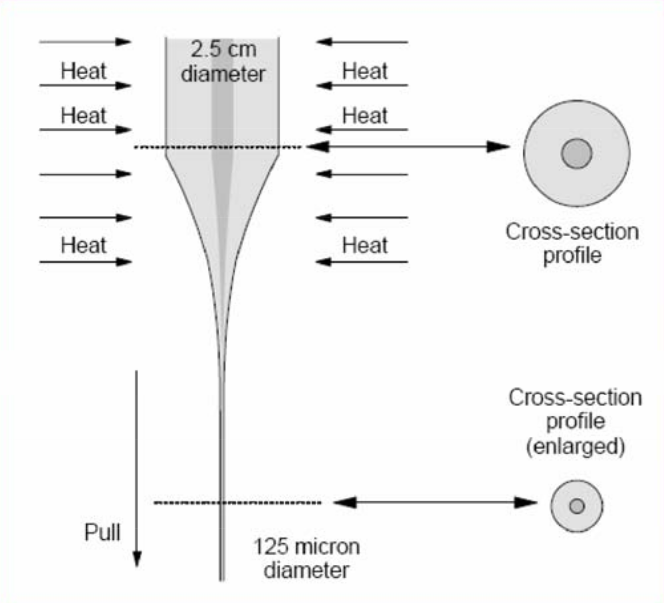 2.5 cm
diameter
Heat
Heat
Heat
Heat
Heat
Heat
Cross-section
profile
Cross-section
profile
(enlarged)
Pull
125 micron
diameter